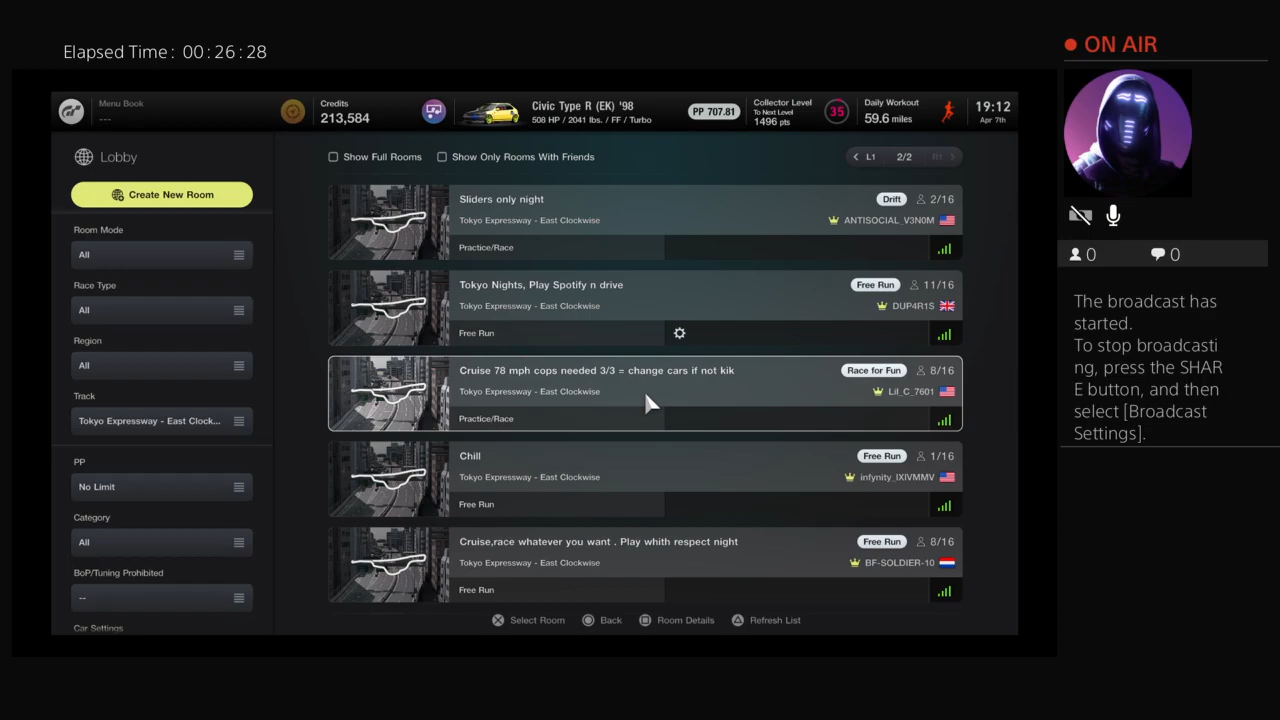 Elapsed Time: 00:26:28
ON AIR
Menu Book
---
Credits
213,584
Civic Type R (EK) '98
508 HP / 2041 lbs. / FF / Turbo
PP 707.81
Collector Level
To Next Level
1496 pts
35
Daily Workout
59.6 miles
19:12
Apr 7th
Lobby
Show Full Rooms
Show Only Rooms With Friends
L1 2/2 R1
Create New Room
Room Mode
All
Race Type
All
Region
All
Track
Tokyo Expressway - East Clock...
PP
No Limit
Category
All
BoP/Tuning Prohibited
--
Car Settings
Sliders only night
Drift 2/16
Tokyo Expressway - East Clockwise
ANTISOCIAL_V3N0M
Practice/Race
Tokyo Nights, Play Spotify n drive
Free Run 11/16
Tokyo Expressway - East Clockwise
DUP4R1S
Free Run
Cruise 78 mph cops needed 3/3 = change cars if not kik
Race for Fun 8/16
Tokyo Expressway - East Clockwise
Lil_C_7601
Practice/Race
Chill
Free Run 1/16
Tokyo Expressway - East Clockwise
infynity_IXIVMMV
Free Run
Cruise,race whatever you want . Play whith respect night
Free Run 8/16
Tokyo Expressway - East Clockwise
BF-SOLDIER-10
Free Run
Select Room
Back
Room Details
Refresh List
0
0
The broadcast has
started.
To stop broadcasti
ng, press the SHAR
E button, and then
select [Broadcast
Settings].